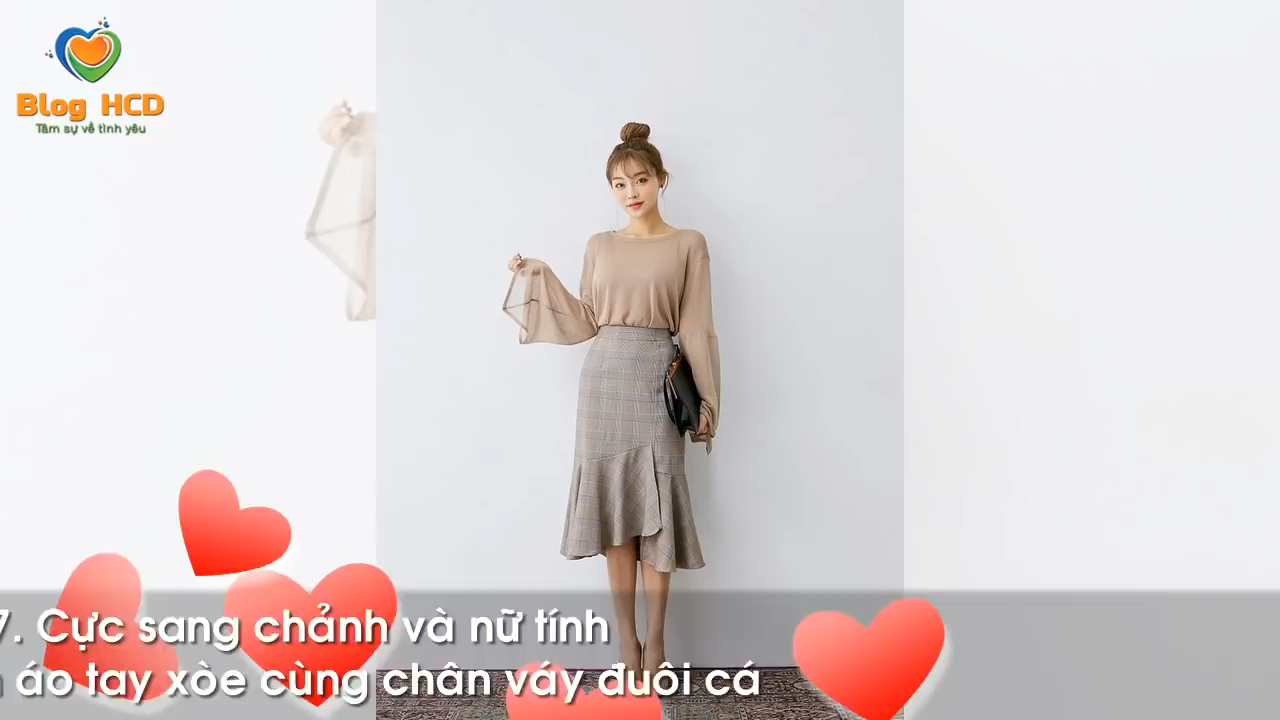 Blog HCD
Tâm sự về tình yêu
7. Cực sang chảnh và nữ tính
áo tay xòe cùng chân váy đuôi cá